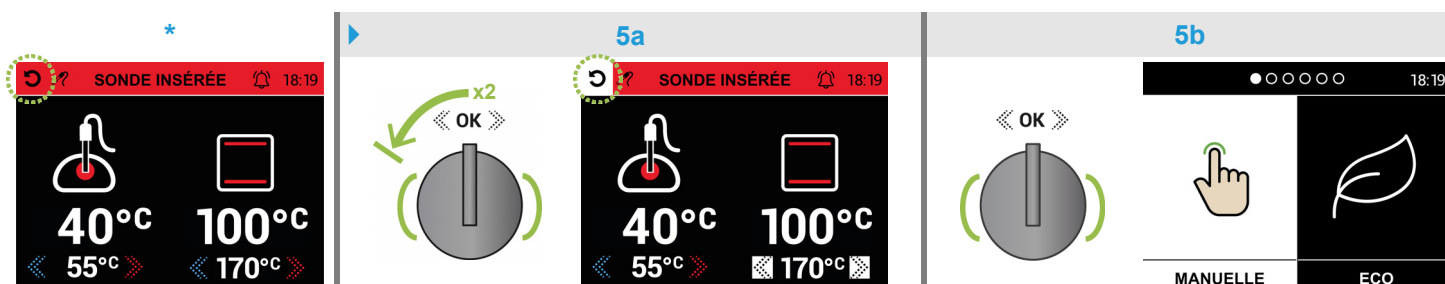 *
5a
5b
SONDE INSÉRÉE 18:19
40°C 100°C
55°C 170°C
x2
OK
SONDE INSÉRÉE 18:19
40°C 100°C
55°C 170°C
OK
18:19
MANUELLE ECO